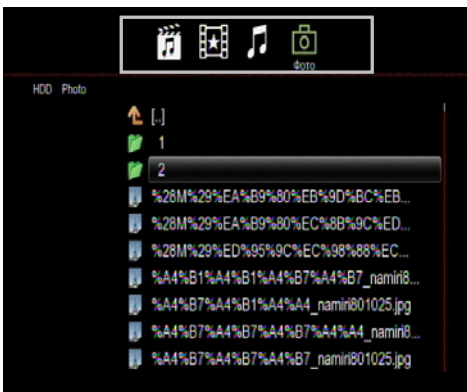 Фото
HDD Photo
[..]
1
2
%28M%29%EA%B9%80%EB%9D%BC%EB...
%28M%29%EA%B9%80%EC%8B%9C%ED...
%28M%29%ED%95%9C%EC%98%88%EC...
%A4%B1%A4%B1%A4%B7%A4%B7_namiri8...
%A4%B7%A4%B1%A4%A4_namiri801025.jpg
%A4%B7%A4%B7%A4%B7%A4%A4_namiri8...
%A4%B7%A4%B7%A4%B7_namiri801025.jpg